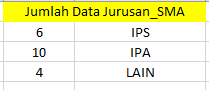 Jumlah Data Jurusan_SMA
6 IPS
10 IPA
4 LAIN